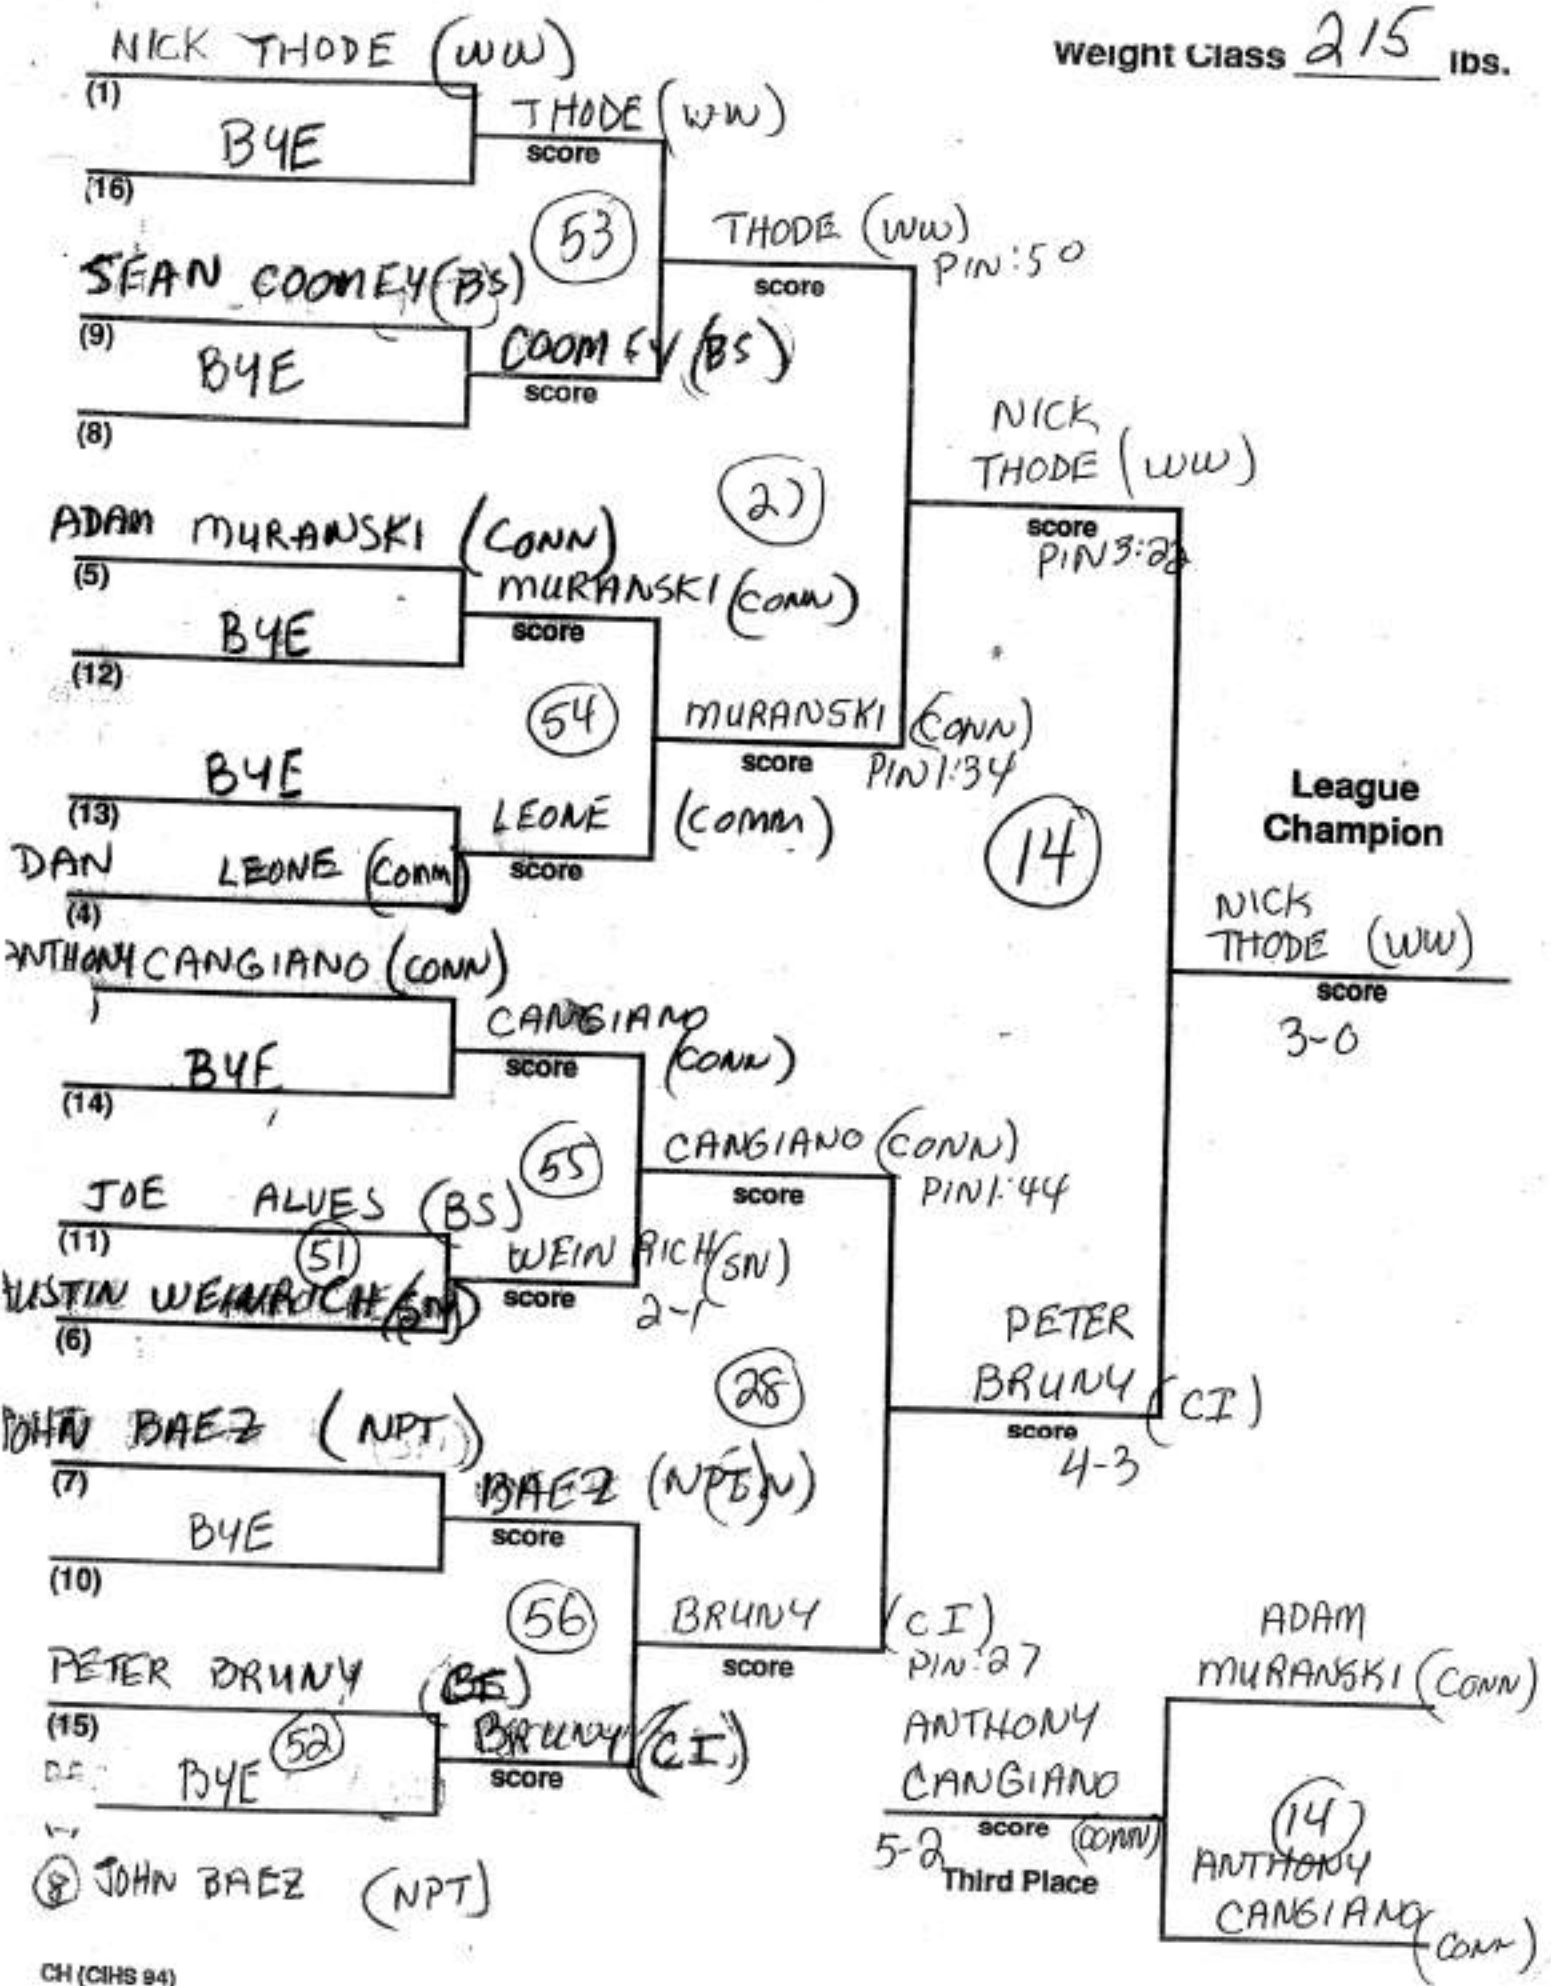 Weight Class 215 lbs.
NICK THODE (WW)
(1)
BYE
(16)
THODE (WW)
score
53
SEAN COOMEY (BS)
(9)
BYE
(8)
COOMEY (BS)
score
THODE (WW)
score
PIN :50
ADAM MURANSKI (CONN)
(5)
BYE
(12)
MURANSKI (CONN)
score
54
BYE
(13)
DAN LEONE (COMM)
(4)
LEONE (COMM)
score
MURANSKI (CONN)
score
PIN 1:34
27
NICK
THODE (WW)
score
PIN 3:22
14
League
Champion
NICK
THODE (WW)
score
3-0
ANTHONY CANGIANO (CONN)
BYE
(14)
CANGIANO
(CONN)
score
55
JOE ALVES (BS)
(11)
51
AUSTIN WEINRICH (SN)
(6)
WEINRICH (SN)
score
2-1
CANGIANO (CONN)
score
PIN 1:44
28
PETER
BRUNY (CI)
score
4-3
JOHN BAEZ (NPT)
(7)
BYE
(10)
BAEZ (NPT)
score
56
PETER BRUNY
(15)
52
BYE
BRUNY (CI)
score
BRUNY (CI)
score
PIN :27
8 JOHN BAEZ (NPT)
ANTHONY
CANGIANO
score (CONN)
5-2
Third Place
ADAM
MURANSKI (CONN)
14
ANTHONY
CANGIANO (CONN)
CH (CIHS 94)